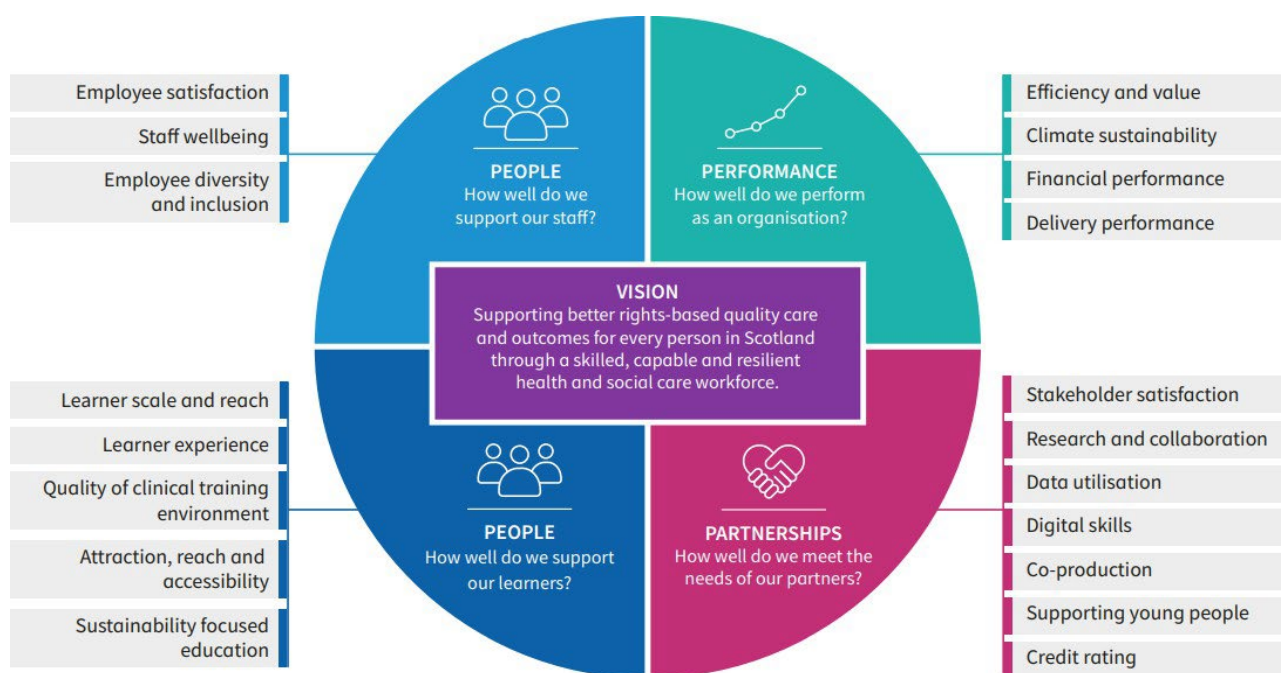 Employee satisfaction
Staff wellbeing
Employee diversity
and inclusion
PEOPLE
How well do we
support our staff?
PERFORMANCE
How well do we perform
as an organisation?
Efficiency and value
Climate sustainability
Financial performance
Delivery performance
VISION
Supporting better rights-based quality care
and outcomes for every person in Scotland
through a skilled, capable and resilient
health and social care workforce.
Learner scale and reach
Learner experience
Quality of clinical training
environment
Attraction, reach and
accessibility
Sustainability focused
education
PEOPLE
How well do we support
our learners?
PARTNERSHIPS
How well do we meet the
needs of our partners?
Stakeholder satisfaction
Research and collaboration
Data utilisation
Digital skills
Co-production
Supporting young people
Credit rating